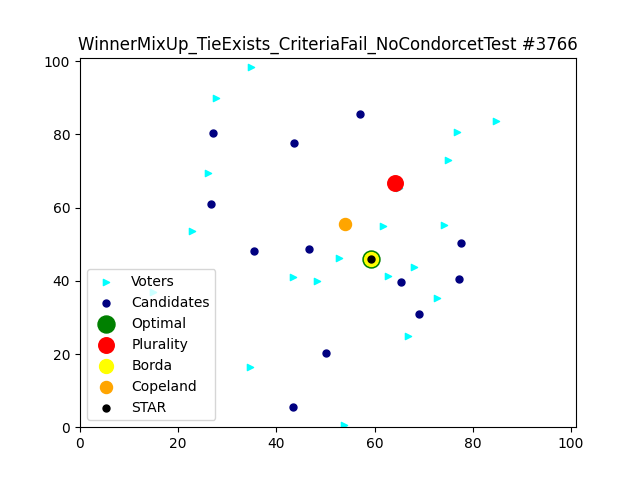 WinnerMixUp_TieExists_CriteriaFail_NoCondorcetTest #3766
100
80
60
40
20
0
Voters
Candidates
Optimal
Plurality
Borda
Copeland
STAR
0 20 40 60 80 100